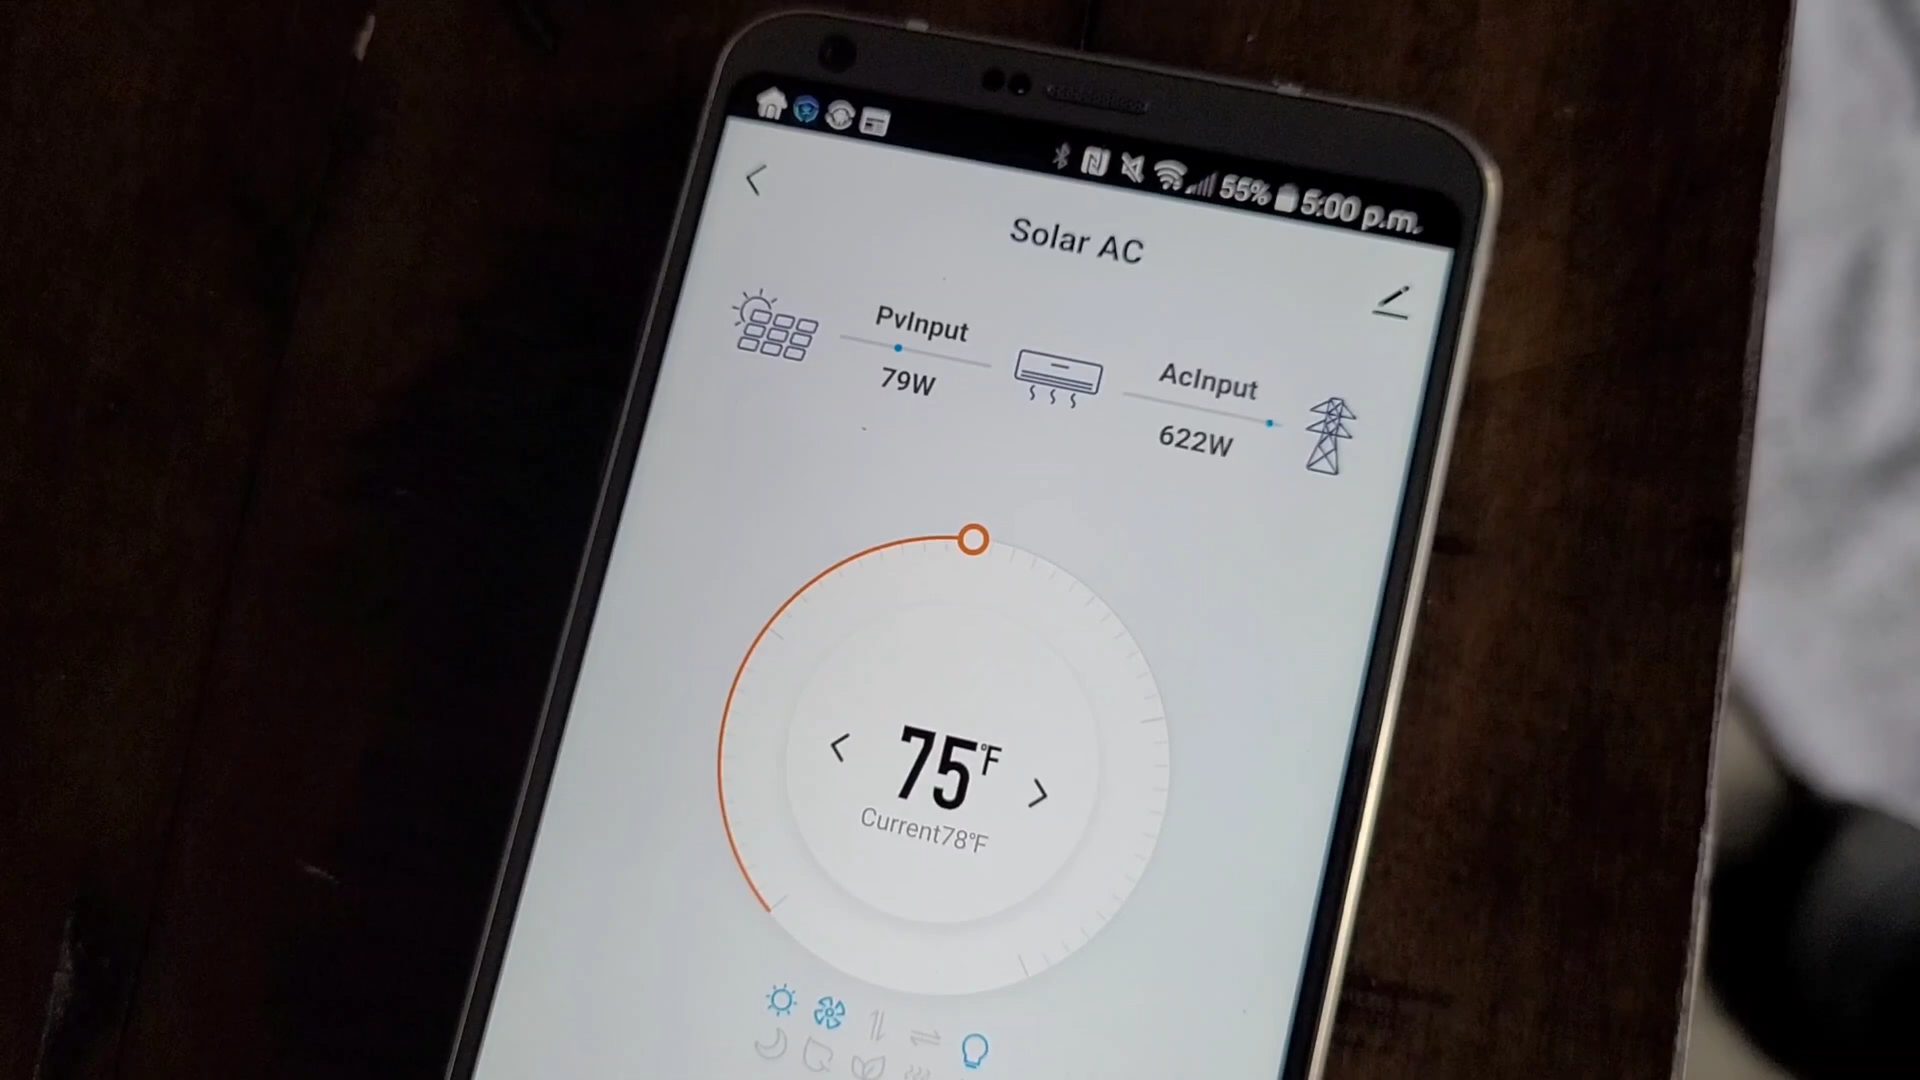 55% 5:00 p.m.
Solar AC
PvInput
79W
AcInput
622W
75°F
Current78°F